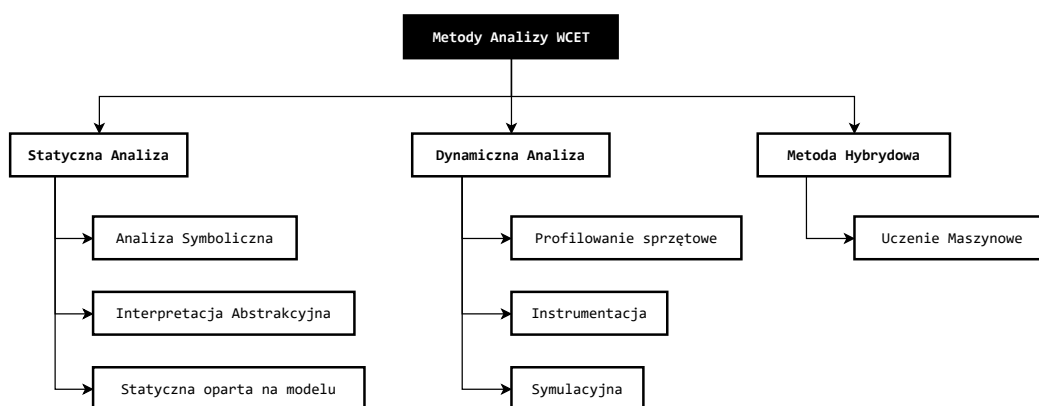 Metody Analizy WCET
Statyczna Analiza
Dynamiczna Analiza
Metoda Hybrydowa
Analiza Symboliczna
Profilowanie sprzętowe
Uczenie Maszynowe
Interpretacja Abstrakcyjna
Instrumentacja
Statyczna oparta na modelu
Symulacyjna